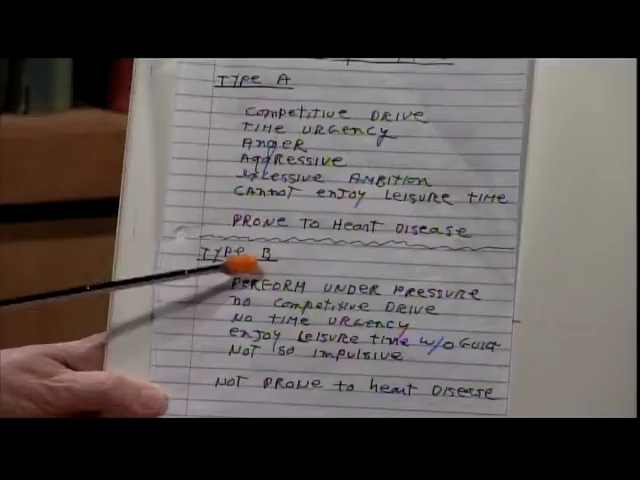 TYPE A
COMPETITIVE DRIVE
TIME URGENCY
ANGER
AGGRESSIVE
EXCESSIVE AMBITION
CANNOT ENJOY LEISURE TIME
PRONE TO HEART DISEASE
TYPE B
PERFORM UNDER PRESSURE
NO COMPETITIVE DRIVE
NO TIME URGENCY
ENJOY LEISURE TIME W/O GUILT
NOT SO IMPULSIVE
NOT PRONE TO HEART DISEASE